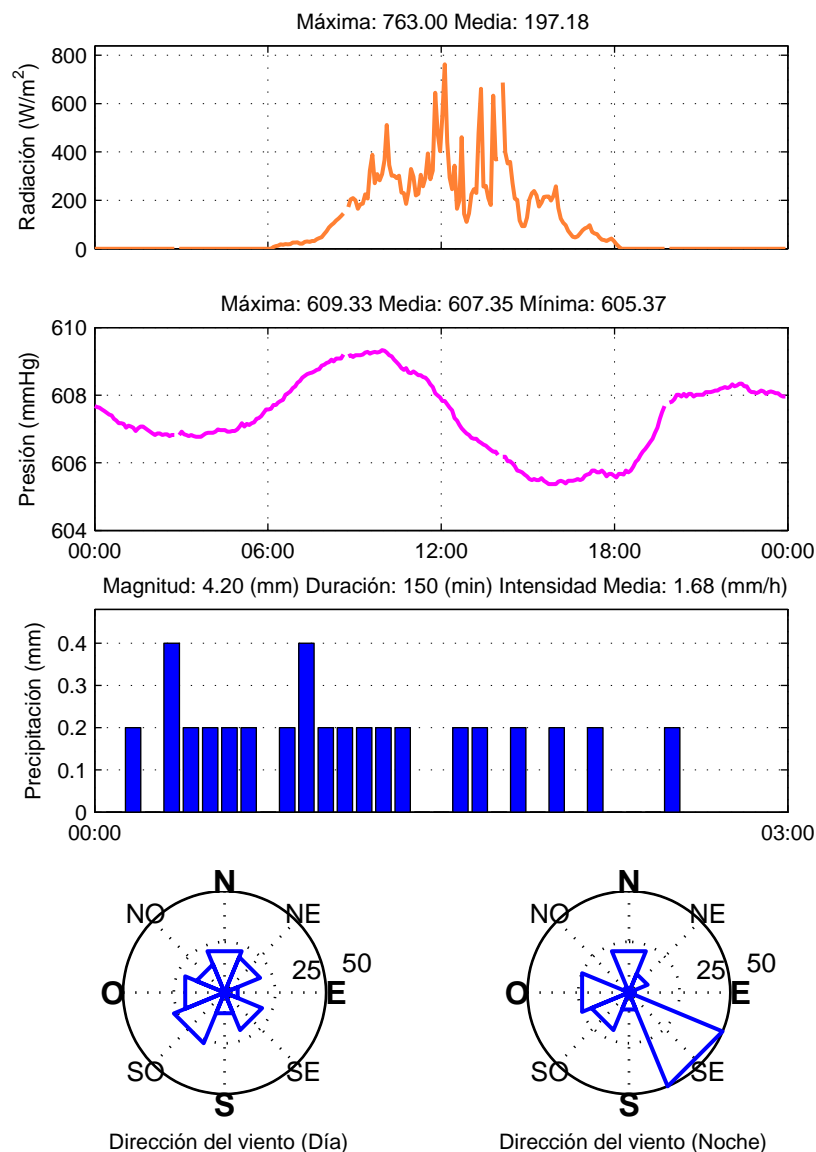 Máxima: 763.00 Media: 197.18
Radiación (W/m²)
800
600
400
200
0
Máxima: 609.33 Media: 607.35 Mínima: 605.37
Presión (mmHg)
610
608
606
604
00:00 06:00 12:00 18:00 00:00
Magnitud: 4.20 (mm) Duración: 150 (min) Intensidad Media: 1.68 (mm/h)
Precipitación (mm)
0.4
0.3
0.2
0.1
0
00:00 03:00
N
NO NE
25 50
O E
SO SE
S
Dirección del viento (Día)
N
NO NE
25 50
O E
SO SE
S
Dirección del viento (Noche)